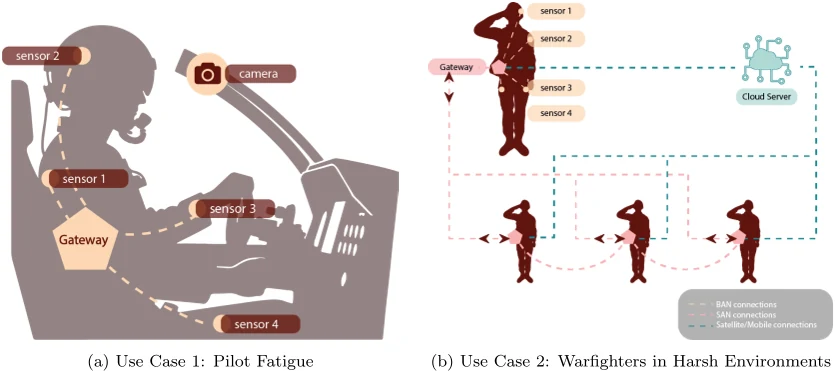 sensor 2
camera
sensor 1
sensor 3
Gateway
sensor 4
(a) Use Case 1: Pilot Fatigue
sensor 1
sensor 2
Gateway
sensor 3
sensor 4
Cloud Server
BAN connections
SAN connections
Satellite/Mobile connections
(b) Use Case 2: Warfighters in Harsh Environments